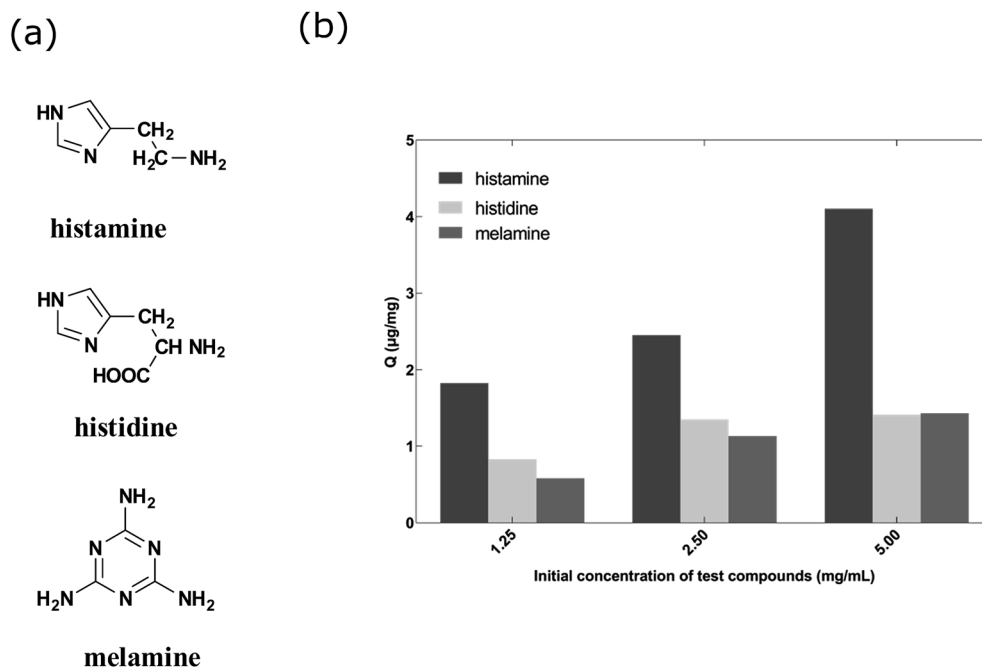 (a)
HN
N
CH2
H2C
NH2
histamine
HN
N
CH2
CH NH2
HOOC
histidine
NH2
N
N
N
H2N
NH2
melamine
(b)
5
4
3
2
1
0
Q (µg/mg)
histamine
histidine
melamine
1.25
2.50
5.00
Initial concentration of test compounds (mg/mL)